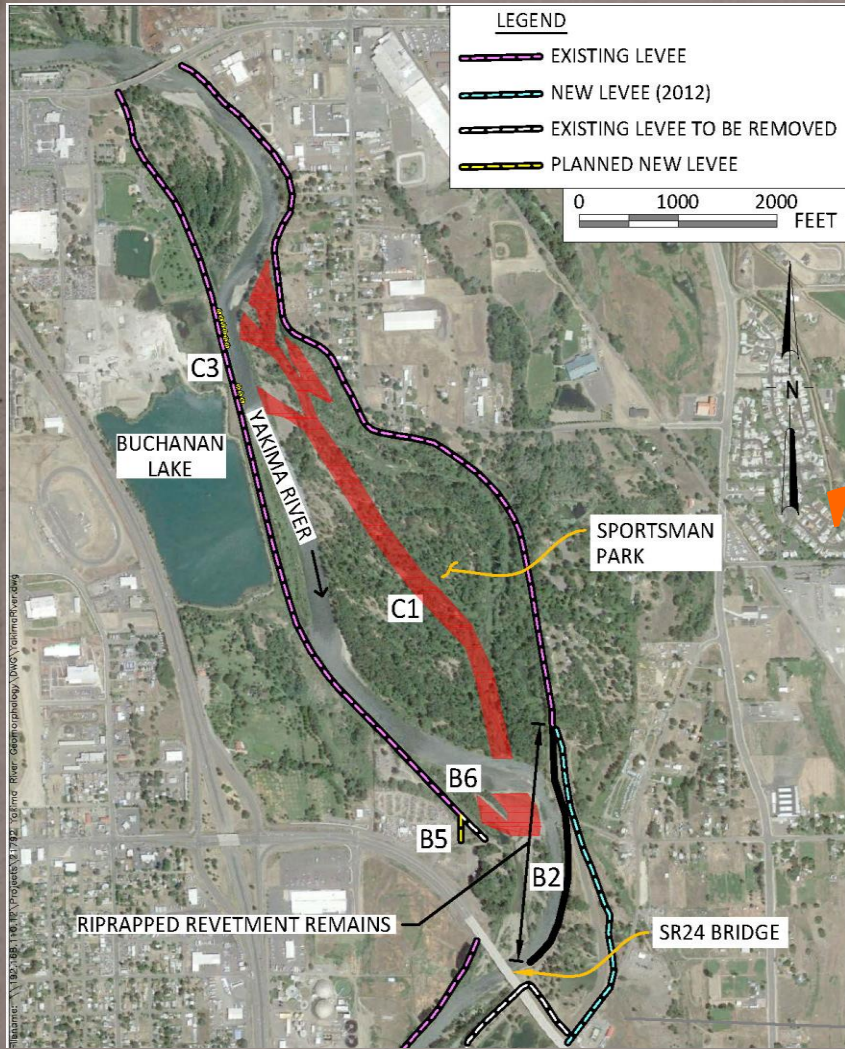 LEGEND
EXISTING LEVEE
NEW LEVEE (2012)
EXISTING LEVEE TO BE REMOVED
PLANNED NEW LEVEE
0 1000 2000
FEET
N
C3
BUCHANAN
LAKE
YAKIMA RIVER
SPORTSMAN
PARK
C1
B6
B5
B2
RIPRAPPED REVETMENT REMAINS
SR24 BRIDGE